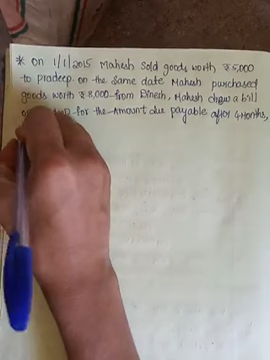 * On 1/1/2015 Mahesh Sold goods worth ₹5,000
to pradeep. on the same date Mahesh purchased
goods worth ₹8,000 from Dinesh, Mahesh drew a bill
on for the Amount due payable after 4 Months,